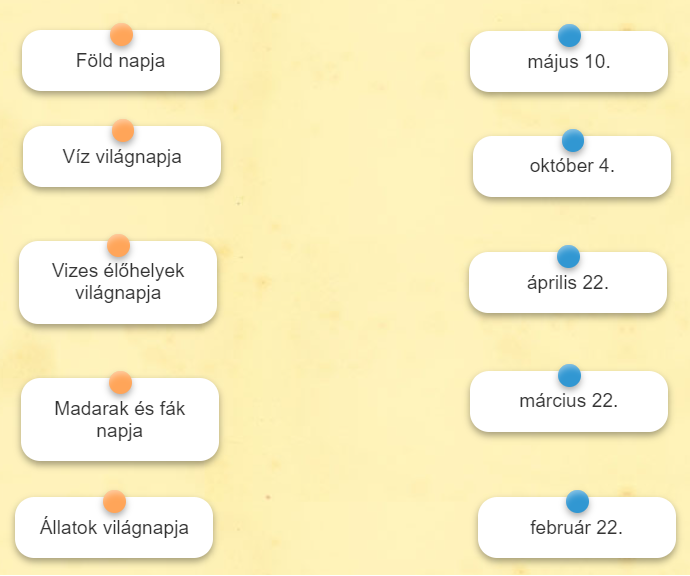 Föld napja
Víz világnapja
Vizes élőhelyek
világnapja
Madarak és fák
napja
Állatok világnapja
május 10.
október 4.
április 22.
március 22.
február 22.